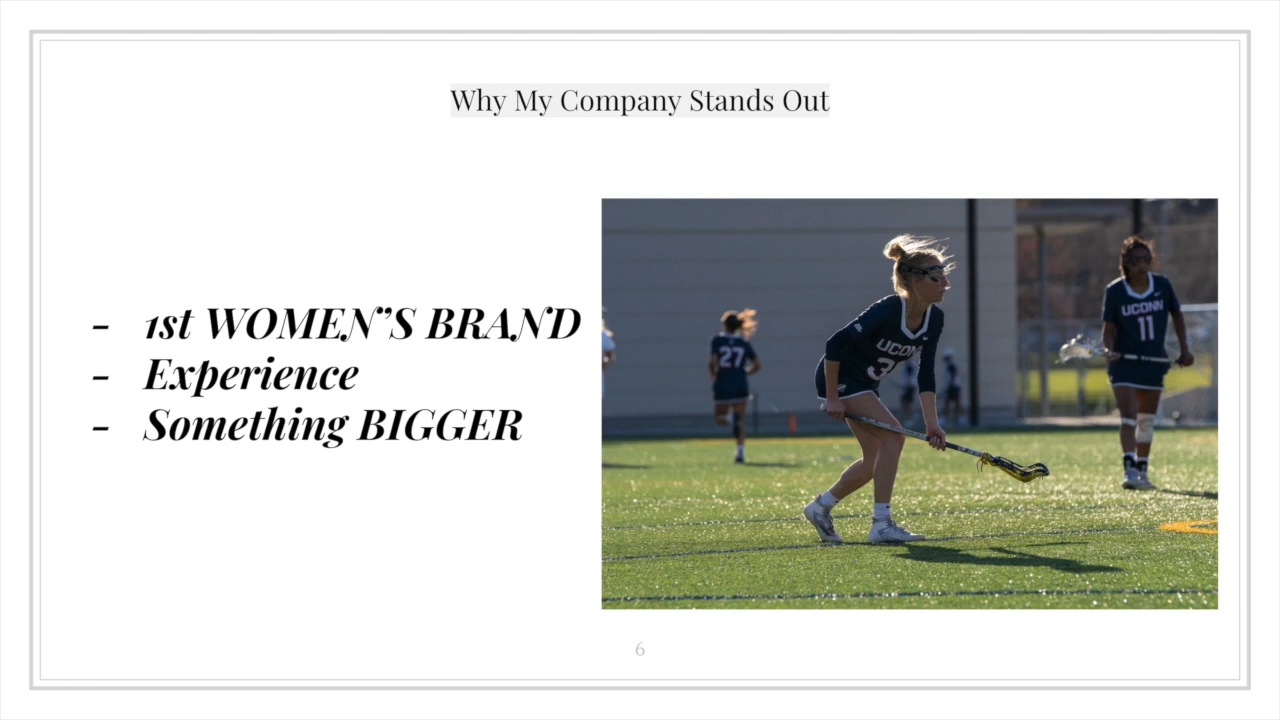 Why My Company Stands Out
- 1st WOMEN”S BRAND
- Experience
- Something BIGGER
27
UCONN
UCONN
11
6